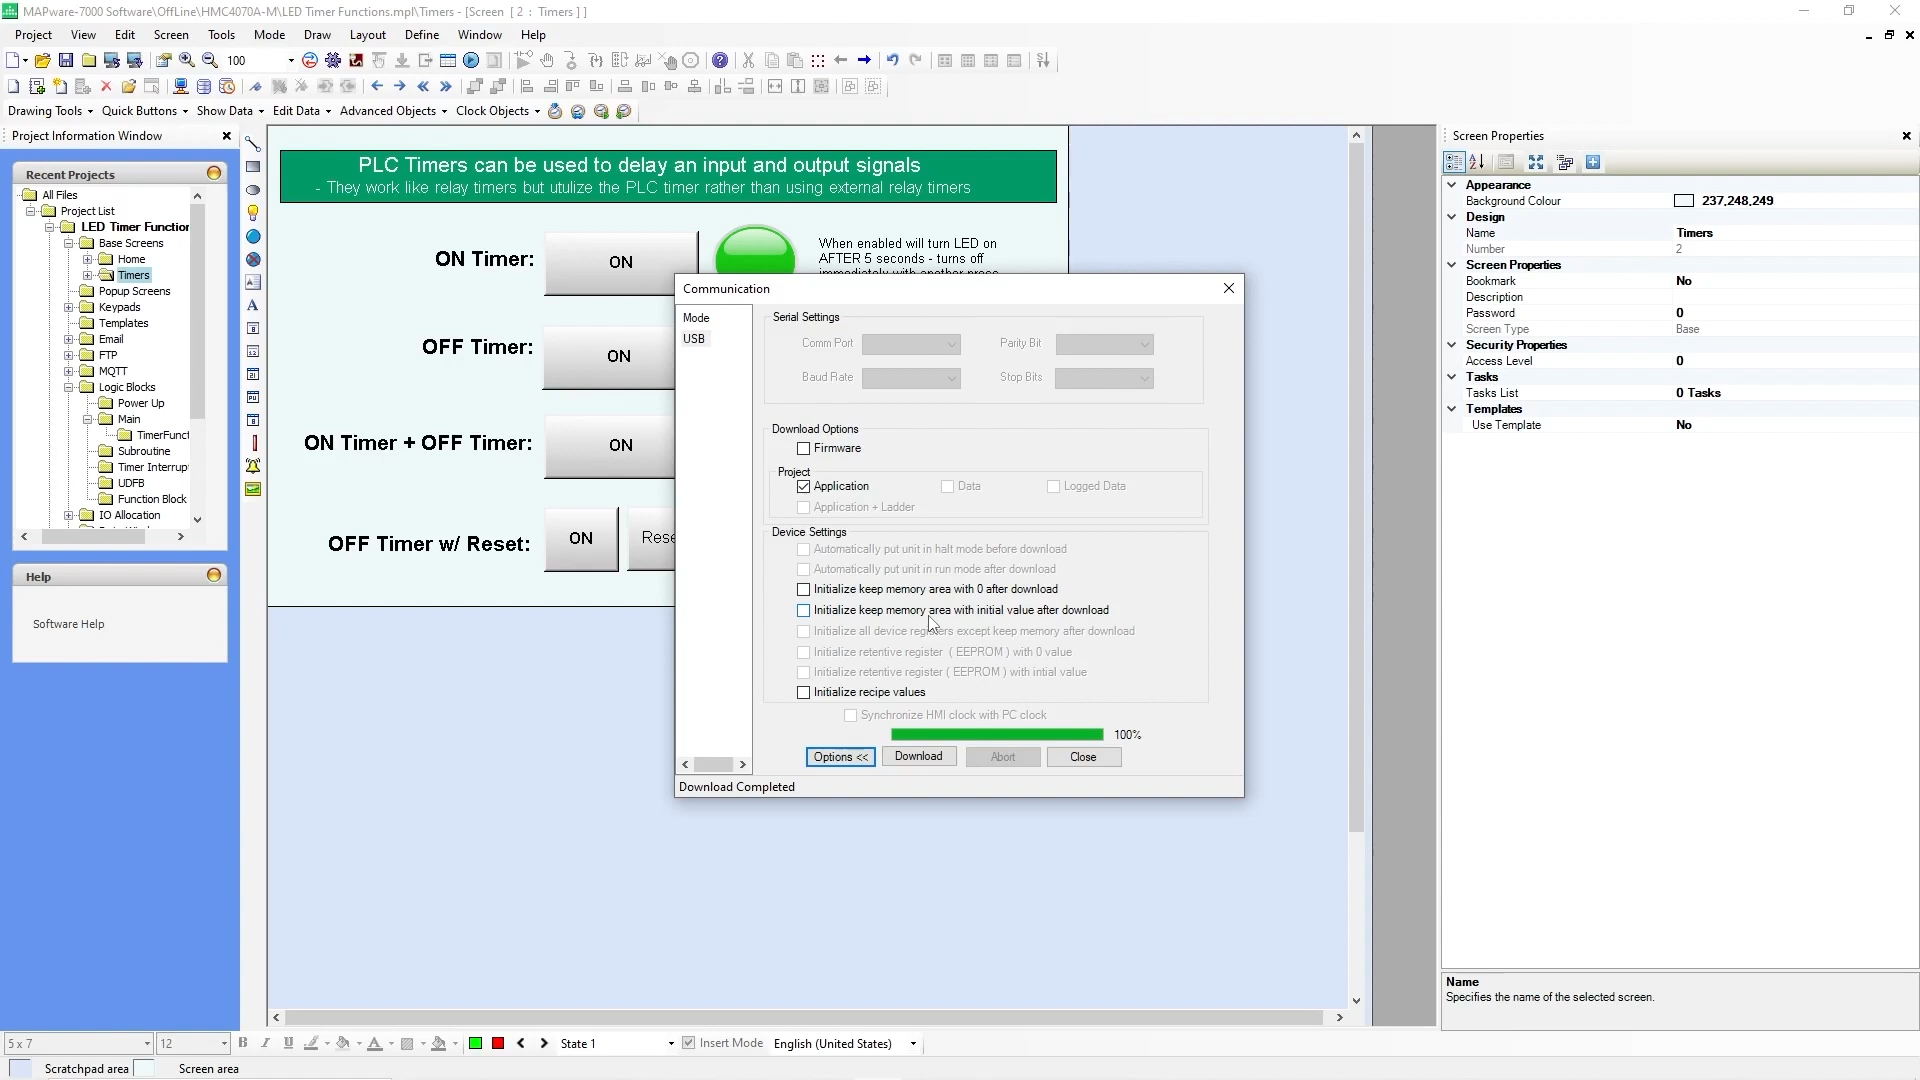 MAPware-7000 Software\OffLine\HMC4070A-M\LED Timer Functions.mpl\Timers - [Screen [ 2 : Timers ] ]
Project View Edit Screen Tools Mode Draw Layout Define Window Help
100
Drawing Tools Quick Buttons Show Data Edit Data Advanced Objects Clock Objects
Project Information Window
Recent Projects
All Files
Project List
LED Timer Function
Base Screens
Home
Timers
Popup Screens
Keypads
Templates
Email
FTP
MQTT
Logic Blocks
Power Up
Main
TimerFunct
Subroutine
Timer Interrup
UDFB
Function Block
IO Allocation
Help
Software Help
PLC Timers can be used to delay an input and output signals
- They work like relay timers but utulize the PLC timer rather than using external relay timers
ON Timer: ON
When enabled will turn LED on
AFTER 5 seconds - turns off
immediately with another press
OFF Timer: ON
ON Timer + OFF Timer: ON
OFF Timer w/ Reset: ON Rese
Communication
Mode
USB
Serial Settings
Comm Port Parity Bit
Baud Rate Stop Bits
Download Options
Firmware
Project
Application Data Logged Data
Application + Ladder
Device Settings
Automatically put unit in halt mode before download
Automatically put unit in run mode after download
Initialize keep memory area with 0 after download
Initialize keep memory area with initial value after download
Initialize all device registers except keep memory after download
Initialize retentive register ( EEPROM ) with 0 value
Initialize retentive register ( EEPROM ) with intial value
Initialize recipe values
Synchronize HMI clock with PC clock
100%
Options << Download Abort Close
Download Completed
Screen Properties
Appearance
Background Colour 237,248,249
Design
Name Timers
Number 2
Screen Properties
Bookmark No
Description
Password 0
Screen Type Base
Security Properties
Access Level 0
Tasks
Tasks List 0 Tasks
Templates
Use Template No
Name
Specifies the name of the selected screen.
5 x 7 12 B I U A State 1 Insert Mode English (United States)
Scratchpad area Screen area